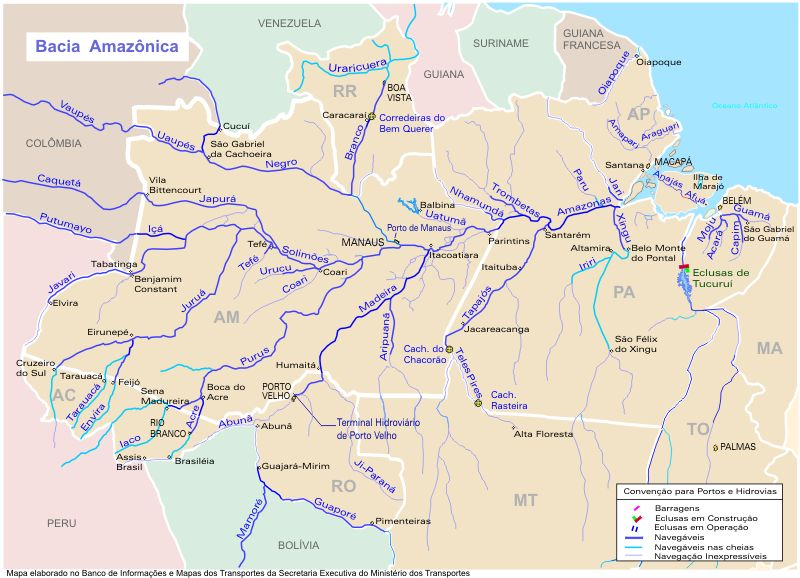 Bacia Amazônica
VENEZUELA
SURINAME
GUIANA
FRANCESA
GUIANA
COLÔMBIA
PERU
BOLÍVIA
Oceano Atlântico
RR
AP
AM
PA
MA
AC
RO
MT
TO
Uraricuera
BOA
VISTA
Caracaraí
Corredeiras do
Bem Querer
Branco
Oiapoque
Oiapoque
Amapari
Araguari
Santana
MACAPÁ
Anajás
Afuá
Ilha de
Marajó
BELÉM
Guamá
São Gabriel
do Guamá
Moju
Acará
Capim
Vaupés
Uaupés
Cucuí
São Gabriel
da Cachoeira
Negro
Caquetá
Vila
Bittencourt
Japurá
Putumayo
Içá
Balbina
Uatumã
Nhamundá
Trombetas
Paru
Jari
Amazonas
Xingu
Porto de Manaus
MANAUS
Itacoatiara
Parintins
Santarém
Altamira
Belo Monte
do Pontal
Tefé
Solimões
Tefé
Urucu
Coari
Coari
Tabatinga
Benjamim
Constant
Javari
Elvira
Juruá
Eirunepé
Madeira
Aripuanã
Itaituba
Tapajós
Iriri
Eclusas de
Tucuruí
Jacareacanga
São Félix
do Xingu
Cach. do
Chacorão
Teles Pires
Cach.
Rasteira
Alta Floresta
PALMAS
Purus
Humaitá
Cruzeiro
do Sul
Tarauacá
Feijó
Tarauacá
Envira
Sena
Madureira
Boca do
Acre
RIO
BRANCO
Acre
Iaco
Assis
Brasil
Brasiléia
PORTO
VELHO
Terminal Hidroviário
de Porto Velho
Abunã
Abunã
Guajará-Mirim
Ji-Paraná
Mamoré
Guaporé
Pimenteiras
Convenção para Portos e Hidrovias
Barragens
Eclusas em Construção
Eclusas em Operação
Navegáveis
Navegáveis nas cheias
Navegação Inexpressíveis
Mapa elaborado no Banco de Informações e Mapas dos Transportes da Secretaria Executiva do Ministério dos Transportes